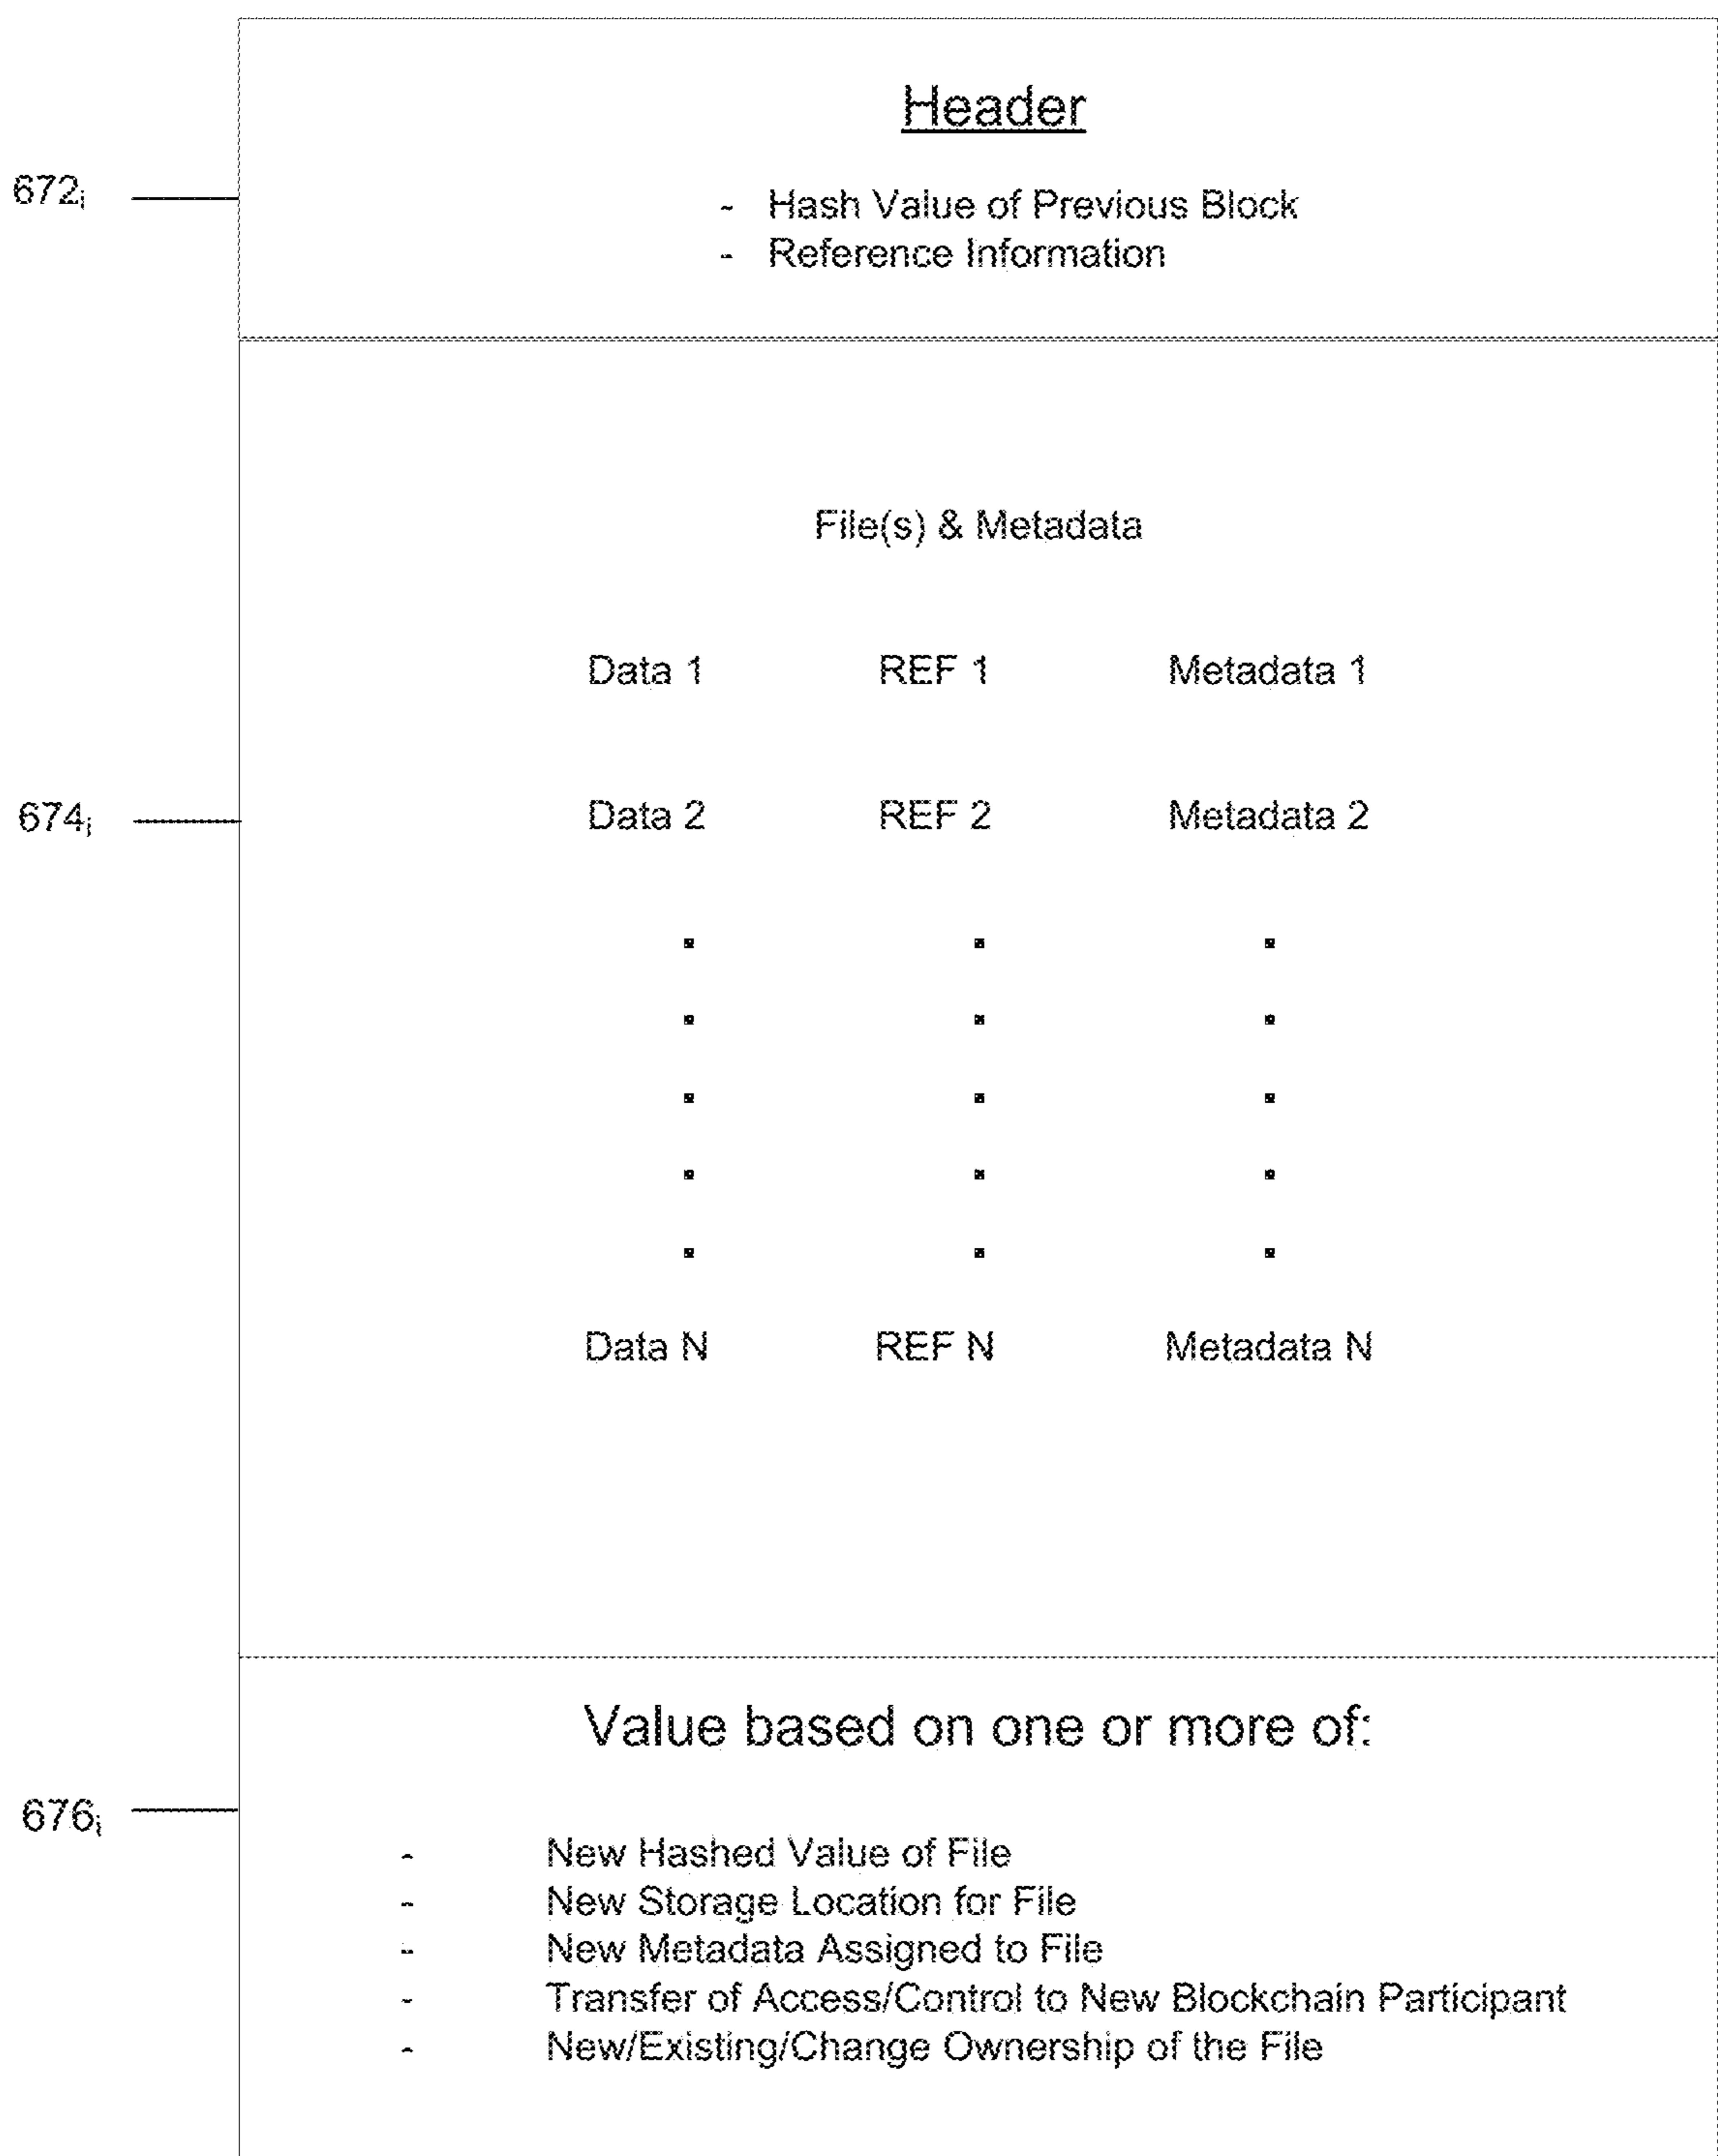 Header
672i
- Hash Value of Previous Block
- Reference Information
File(s) & Metadata
Data 1 REF 1 Metadata 1
674i
Data 2 REF 2 Metadata 2
Data N REF N Metadata N
Value based on one or more of:
676i
- New Hashed Value of File
- New Storage Location for File
- New Metadata Assigned to File
- Transfer of Access/Control to New Blockchain Participant
- New/Existing/Change Ownership of the File